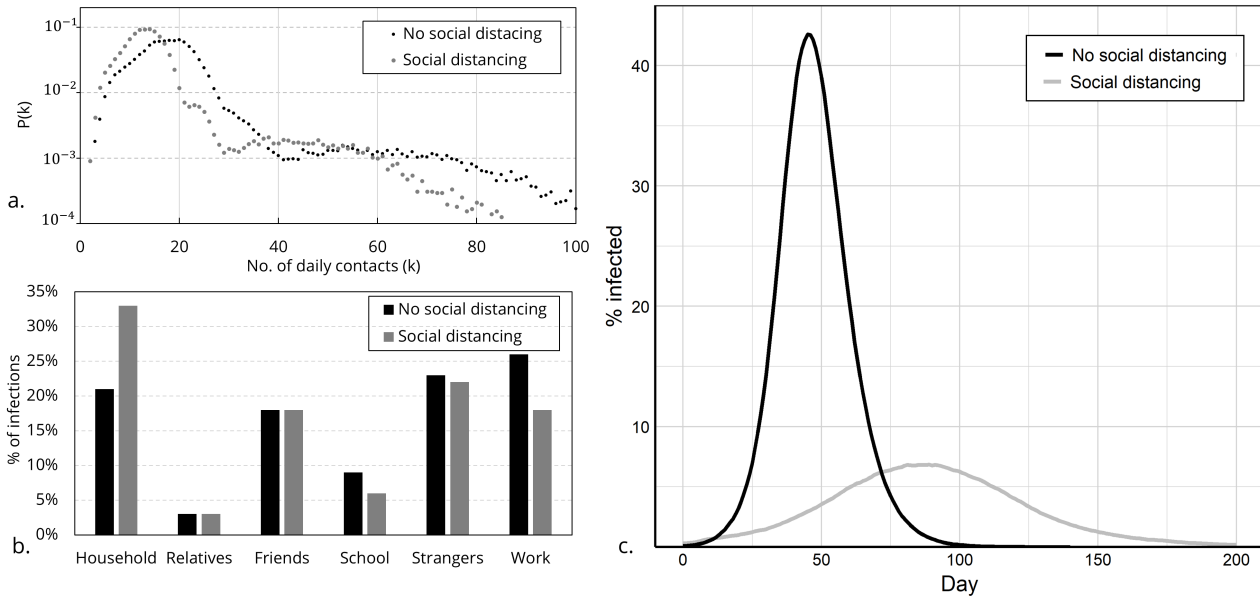 10⁻¹
10⁻²
10⁻³
10⁻⁴
P(k)
No social distacing
Social distancing
a.
0 20 40 60 80 100
No. of daily contacts (k)
35%
30%
25%
20%
15%
10%
5%
0%
% of infections
No social distancing
Social distancing
b.
Household Relatives Friends School Strangers Work
40
30
20
10
% infected
No social distancing
Social distancing
c.
0 50 100 150 200
Day